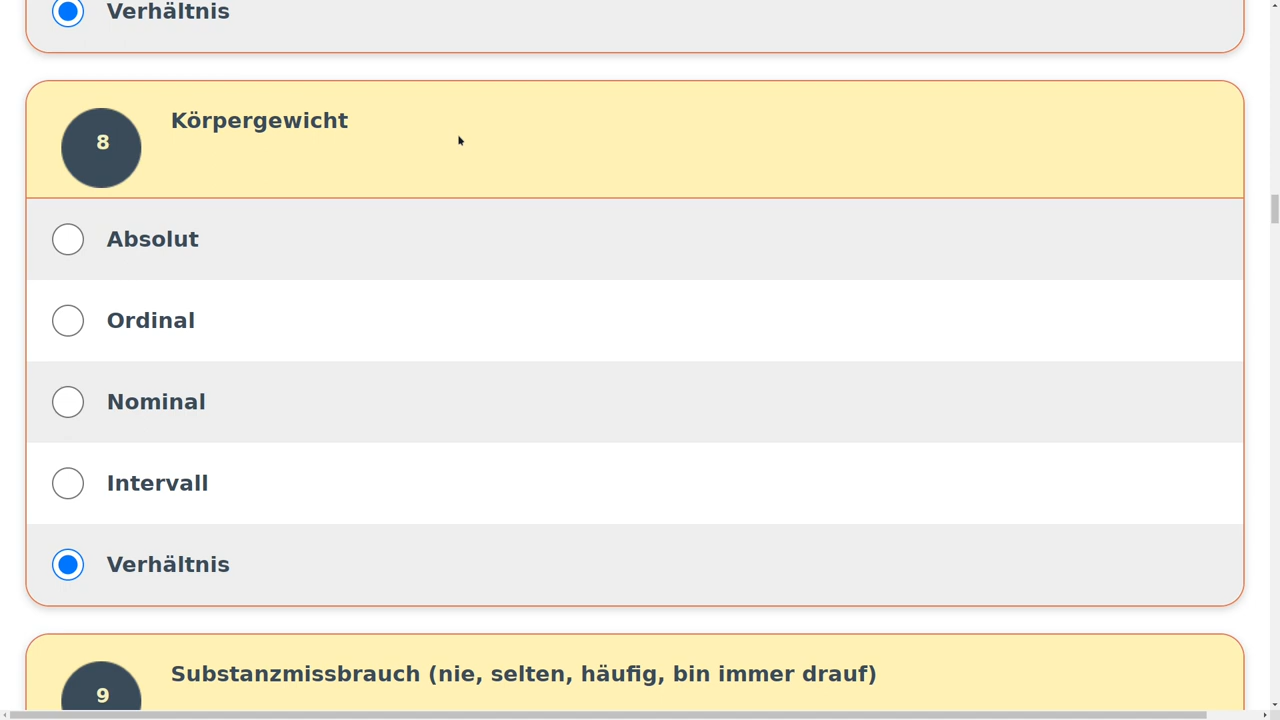 Verhältnis
8
Körpergewicht
Absolut
Ordinal
Nominal
Intervall
Verhältnis
9
Substanzmissbrauch (nie, selten, häufig, bin immer drauf)